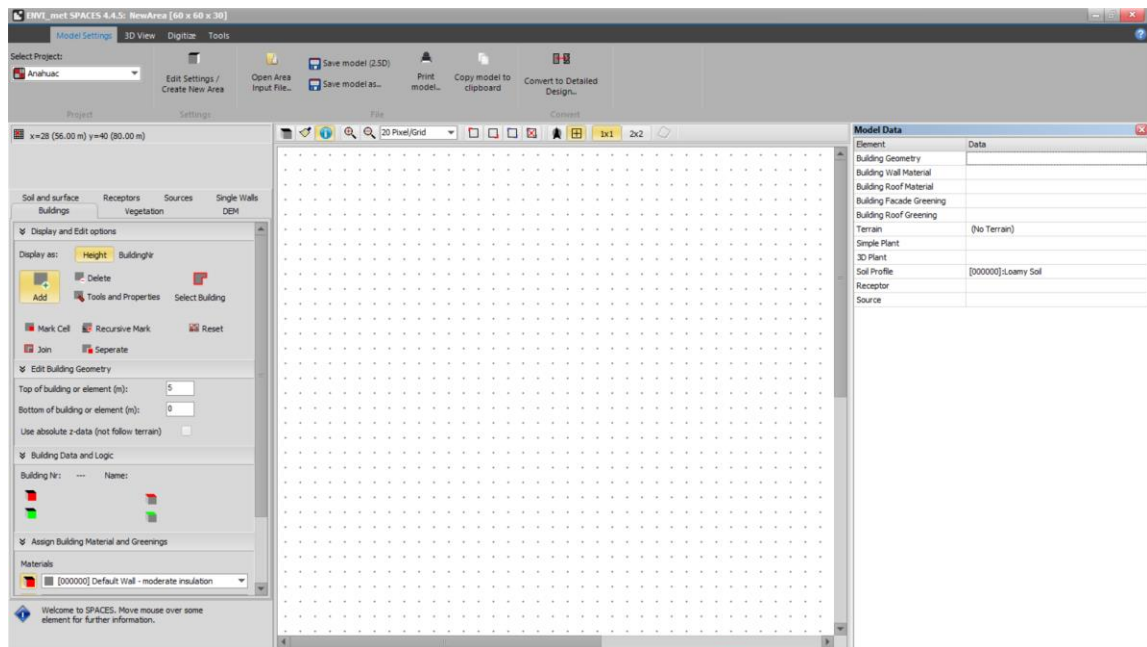 ENVI_met SPACES 4.4.5: NewArea [60 x 60 x 30]
Model Settings 3D View Digitize Tools
Select Project:
Anahuac
Edit Settings / Create New Area
Open Area Input File...
Save model (2.5D)
Save model as...
Print model...
Copy model to clipboard
Convert to Detailed Design...
Project Settings File Convert
x=28 (56.00 m) y=40 (80.00 m)
20 Pixel/Grid 1x1 2x2
Soil and surface Receptors Sources Single Walls
Buildings Vegetation DEM
Display and Edit options
Display as: Height BuildingNr
Add
Delete
Tools and Properties
Select Building
Mark Cell Recursive Mark Reset
Join Seperate
Edit Building Geometry
Top of building or element (m): 5
Bottom of building or element (m): 0
Use absolute z-data (not follow terrain)
Building Data and Logic
Building Nr: --- Name:
Assign Building Material and Greenings
Materials
[000000] Default Wall - moderate insulation
Welcome to SPACES. Move mouse over some
element for further information.
Model Data
Element Data
Building Geometry
Building Wall Material
Building Roof Material
Building Facade Greening
Building Roof Greening
Terrain (No Terrain)
Simple Plant
3D Plant
Soil Profile [000000]:Loamy Soil
Receptor
Source